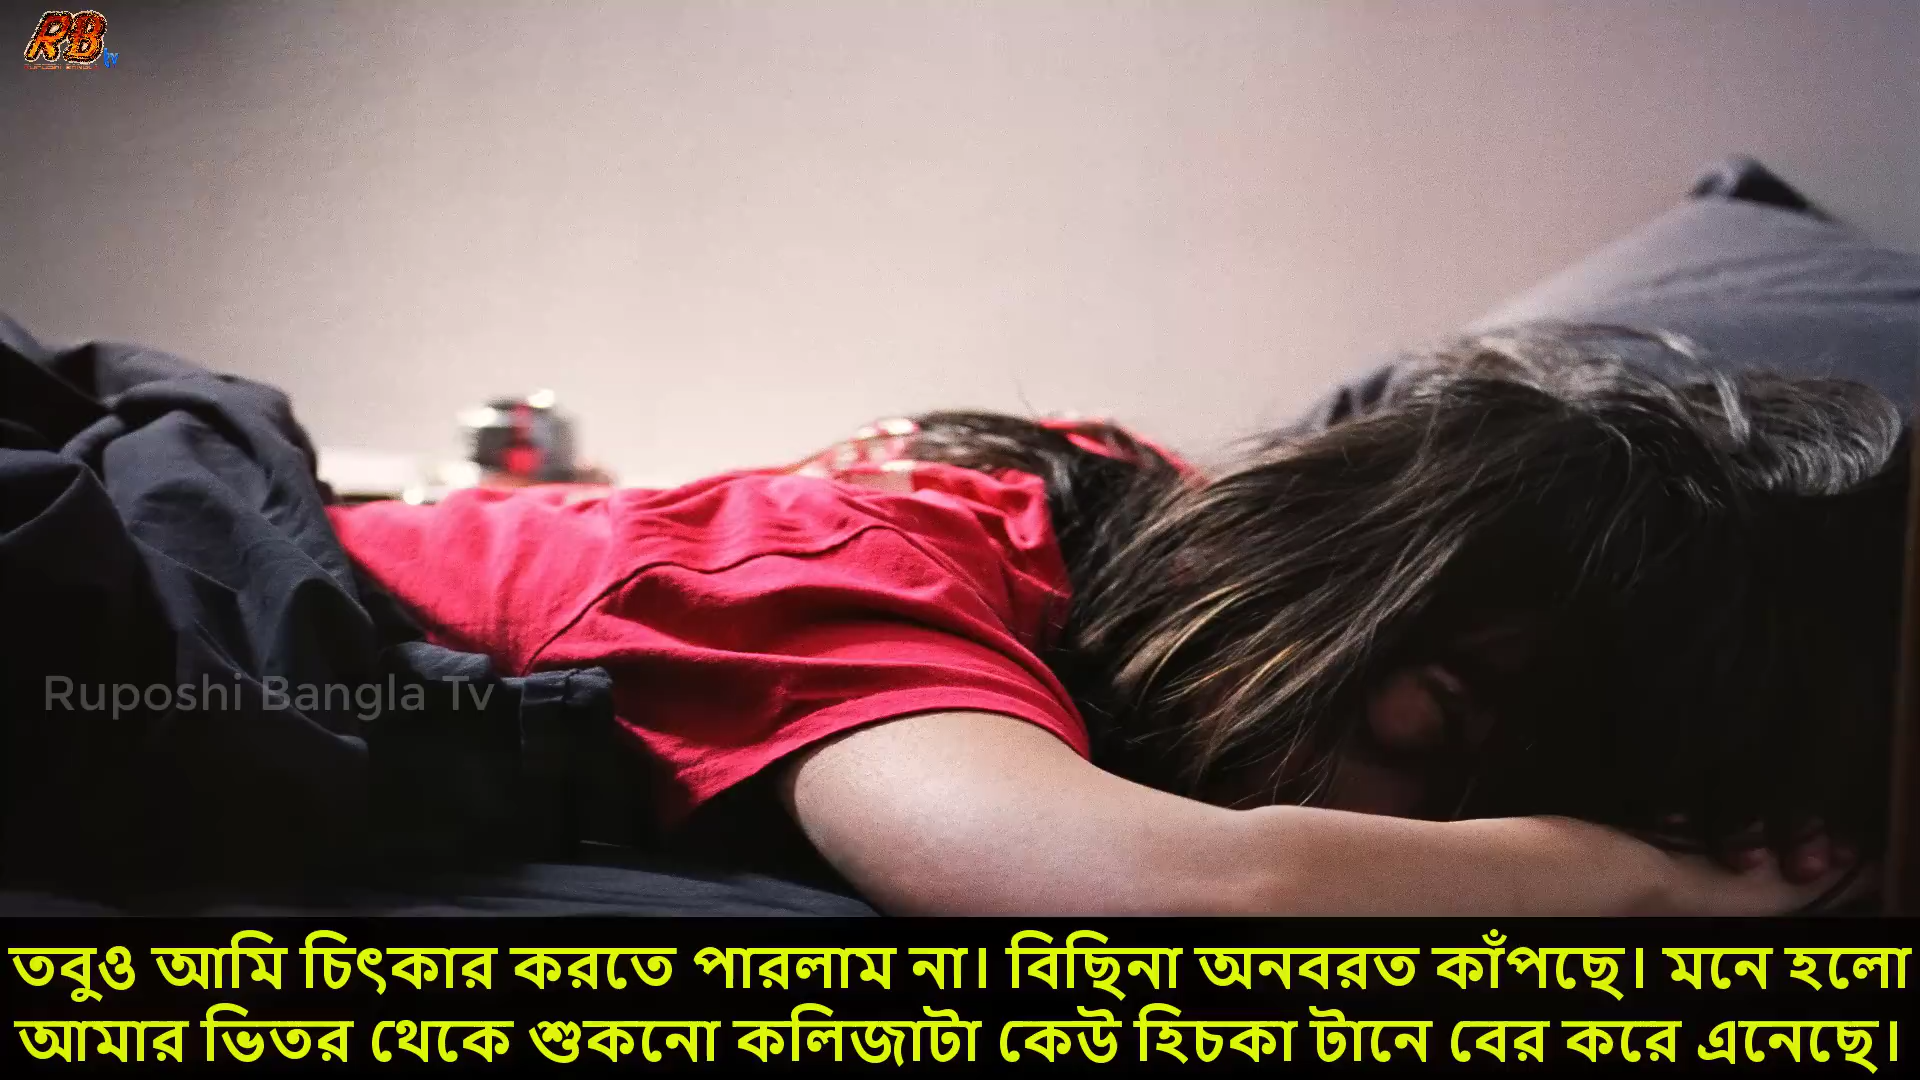 RB tv
Ruposhi Bangla Tv
তবুও আমি চিৎকার করতে পারলাম না। বিছিনা অনবরত কাঁপছে। মনে হলো
আমার ভিতর থেকে শুকনো কলিজাটা কেউ হিচকা টানে বের করে এনেছে।